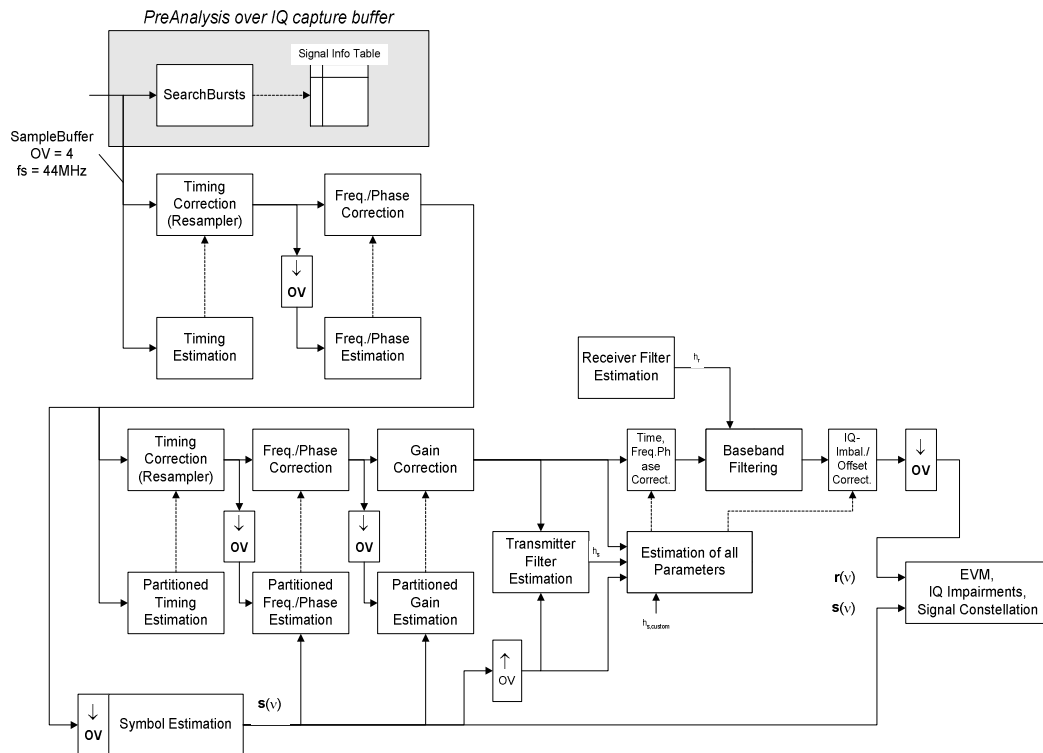 PreAnalysis over IQ capture buffer
Signal Info Table
SearchBursts
SampleBuffer
OV = 4
fs = 44MHz
Timing
Correction
(Resampler)
Freq./Phase
Correction
↓
OV
Timing
Estimation
Freq./Phase
Estimation
Receiver Filter
Estimation
hr
Timing
Correction
(Resampler)
Freq./Phase
Correction
Gain
Correction
Time,
Freq.Ph
ase
Correct.
Baseband
Filtering
IQ-
Imbal./
Offset
Correct.
↓
OV
↓
OV
↓
OV
Transmitter
Filter
Estimation
hs
Estimation of all
Parameters
Partitioned
Timing
Estimation
Partitioned
Freq./Phase
Estimation
Partitioned
Gain
Estimation
hs,custom
r(ν)
s(ν)
EVM,
IQ Impairments,
Signal Constellation
↑
OV
↓
OV
Symbol Estimation
s(ν)